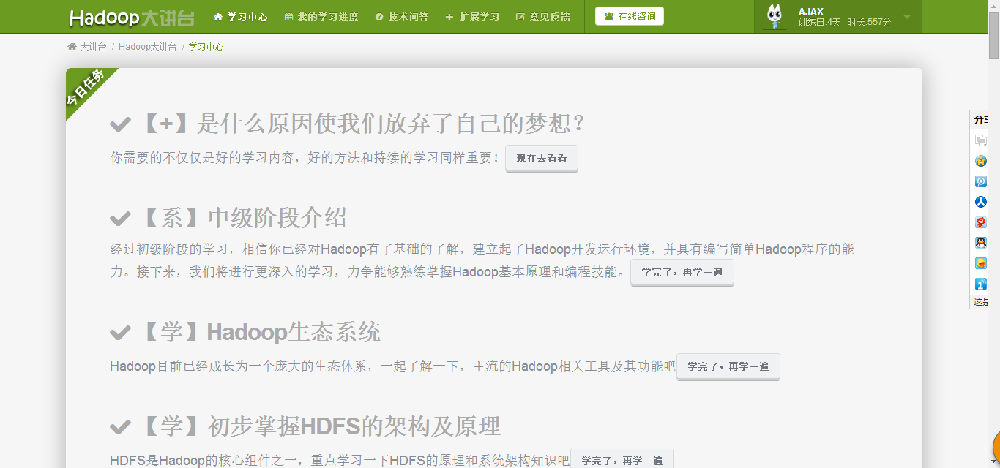 Hadoop大讲台 学习中心 我的学习进度 技术问答 扩展学习 意见反馈 在线咨询 AJAX
训练日:4天 时长:557分
大讲台 / Hadoop大讲台 / 学习中心
今日任务
【+】是什么原因使我们放弃了自己的梦想?
你需要的不仅仅是好的学习内容，好的方法和持续的学习同样重要! 现在去看看
【系】中级阶段介绍
经过初级阶段的学习，相信你已经对Hadoop有了基础的了解，建立起了Hadoop开发运行环境，并具有编写简单Hadoop程序的能
力。接下来，我们将进行更深入的学习，力争能够熟练掌握Hadoop基本原理和编程技能。 学完了，再学一遍
【学】Hadoop生态系统
Hadoop目前已经成长为一个庞大的生态体系，一起了解一下，主流的Hadoop相关工具及其功能吧 学完了，再学一遍
【学】初步掌握HDFS的架构及原理
HDFS是Hadoop的核心组件之一，重点学习一下HDFS的原理和系统架构知识吧 学完了，再学一遍
分享
这是